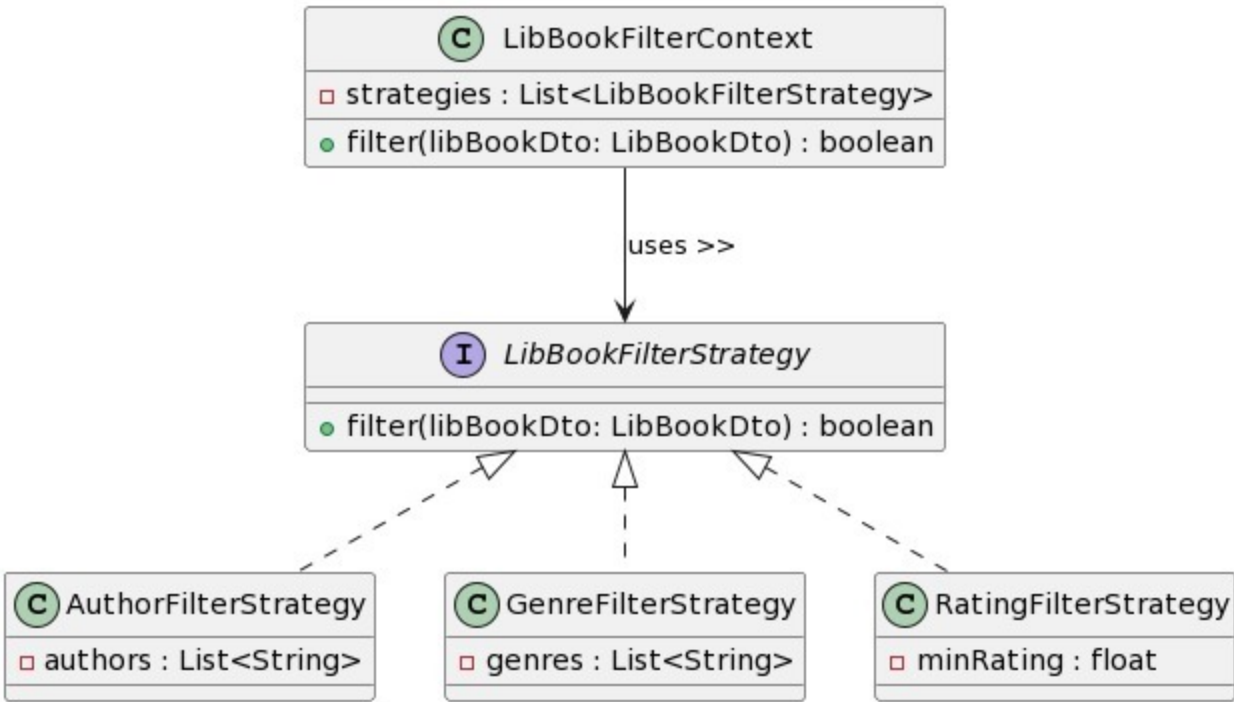 C LibBookFilterContext
strategies : List<LibBookFilterStrategy>
filter(libBookDto: LibBookDto) : boolean
uses >>
I LibBookFilterStrategy
filter(libBookDto: LibBookDto) : boolean
C AuthorFilterStrategy
authors : List<String>
C GenreFilterStrategy
genres : List<String>
C RatingFilterStrategy
minRating : float